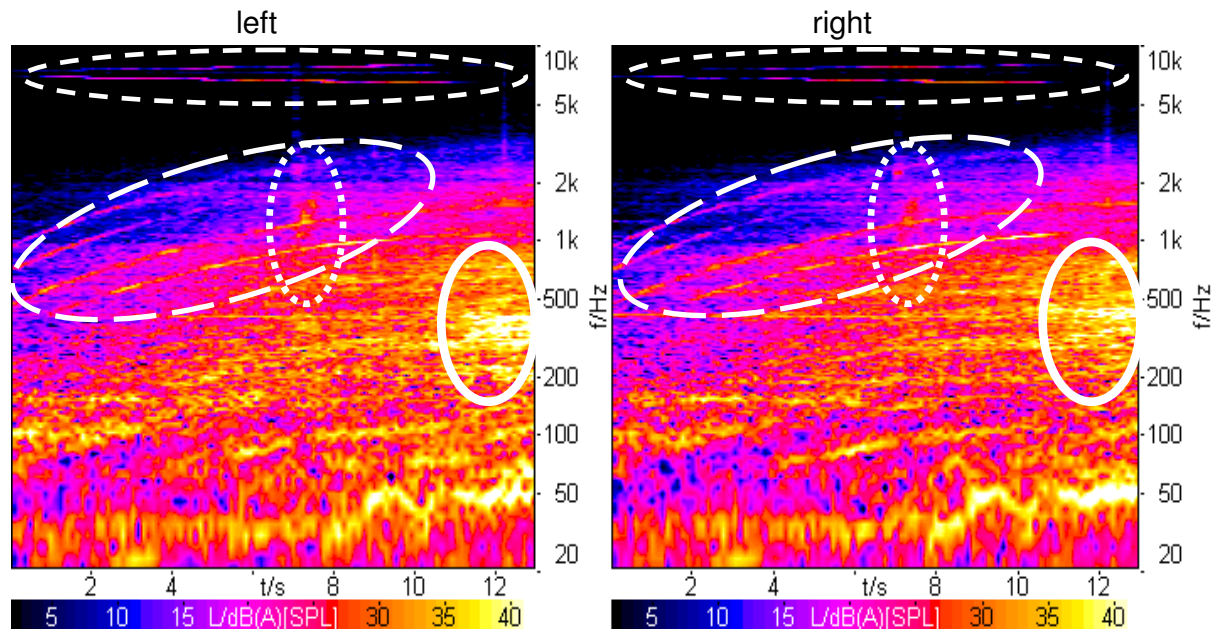 left right
10k 10k
5k 5k
2k 2k
1k 1k
500 500
f/Hz f/Hz
200 200
100 100
50 50
20 20
2 4 t/s 8 10 12 2 4 t/s 8 10 12
5 10 15 L/dB(A)[SPL] 30 35 40 5 10 15 L/dB(A)[SPL] 30 35 40